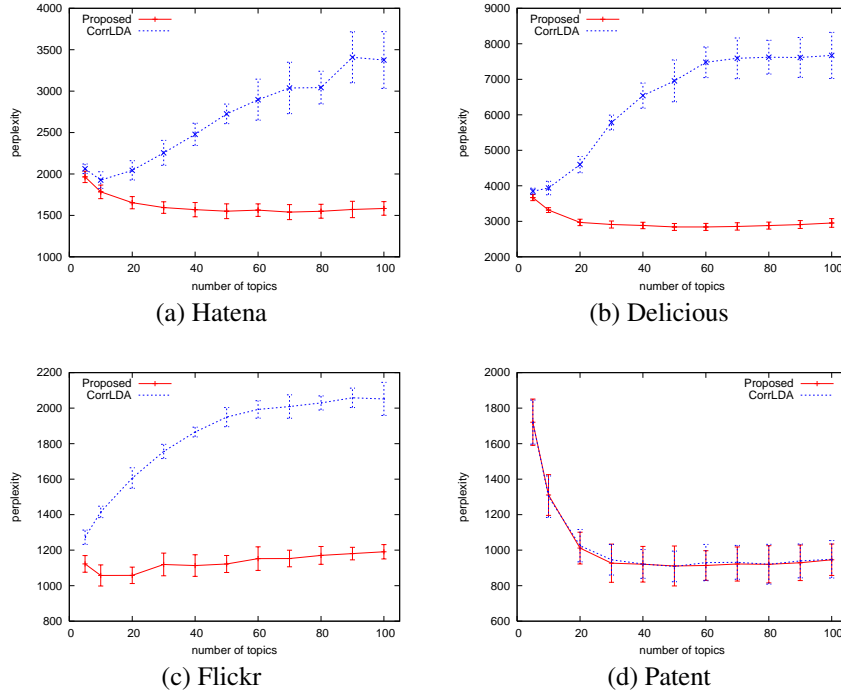 Proposed
CorrLDA
4000
3500
3000
2500
2000
1500
1000
perplexity
0 20 40 60 80 100
number of topics
(a) Hatena
Proposed
CorrLDA
9000
8000
7000
6000
5000
4000
3000
2000
perplexity
0 20 40 60 80 100
number of topics
(b) Delicious
Proposed
CorrLDA
2200
2000
1800
1600
1400
1200
1000
800
perplexity
0 20 40 60 80 100
number of topics
(c) Flickr
Proposed
CorrLDA
2000
1800
1600
1400
1200
1000
800
600
perplexity
0 20 40 60 80 100
number of topics
(d) Patent